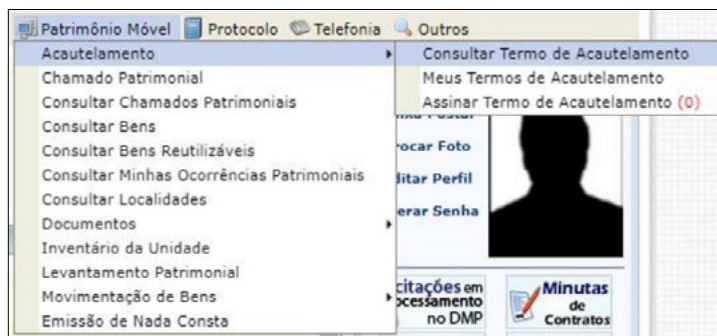 Patrimônio Móvel Protocolo Telefonia Outros
Acautelamento
Chamado Patrimonial
Consultar Chamados Patrimoniais
Consultar Bens
Consultar Bens Reutilizáveis
Consultar Minhas Ocorrências Patrimoniais
Consultar Localidades
Documentos
Inventário da Unidade
Levantamento Patrimonial
Movimentação de Bens
Emissão de Nada Consta
Consultar Termo de Acautelamento
Meus Termos de Acautelamento
Assinar Termo de Acautelamento (0)
Postal
rocar Foto
ditar Perfil
erar Senha
citações em
ocessamento
no DMP
Minutas
de
Contratos